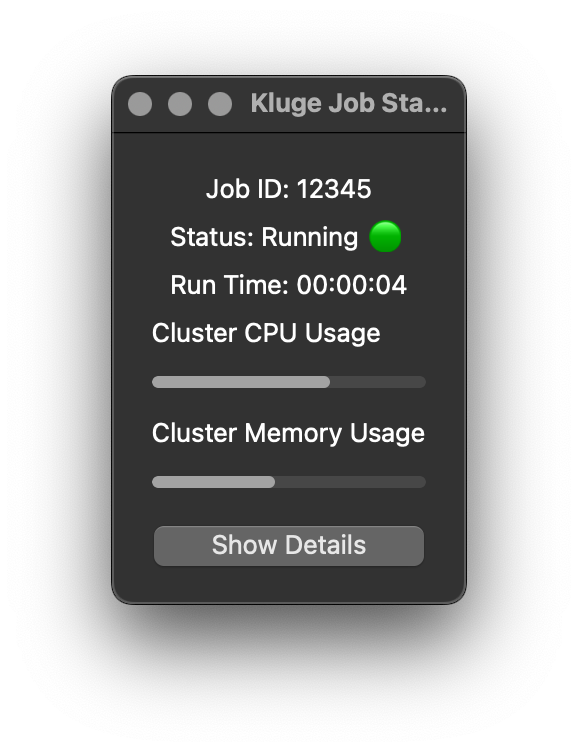 Kluge Job Sta...
Job ID: 12345
Status: Running
Run Time: 00:00:04
Cluster CPU Usage
Cluster Memory Usage
Show Details